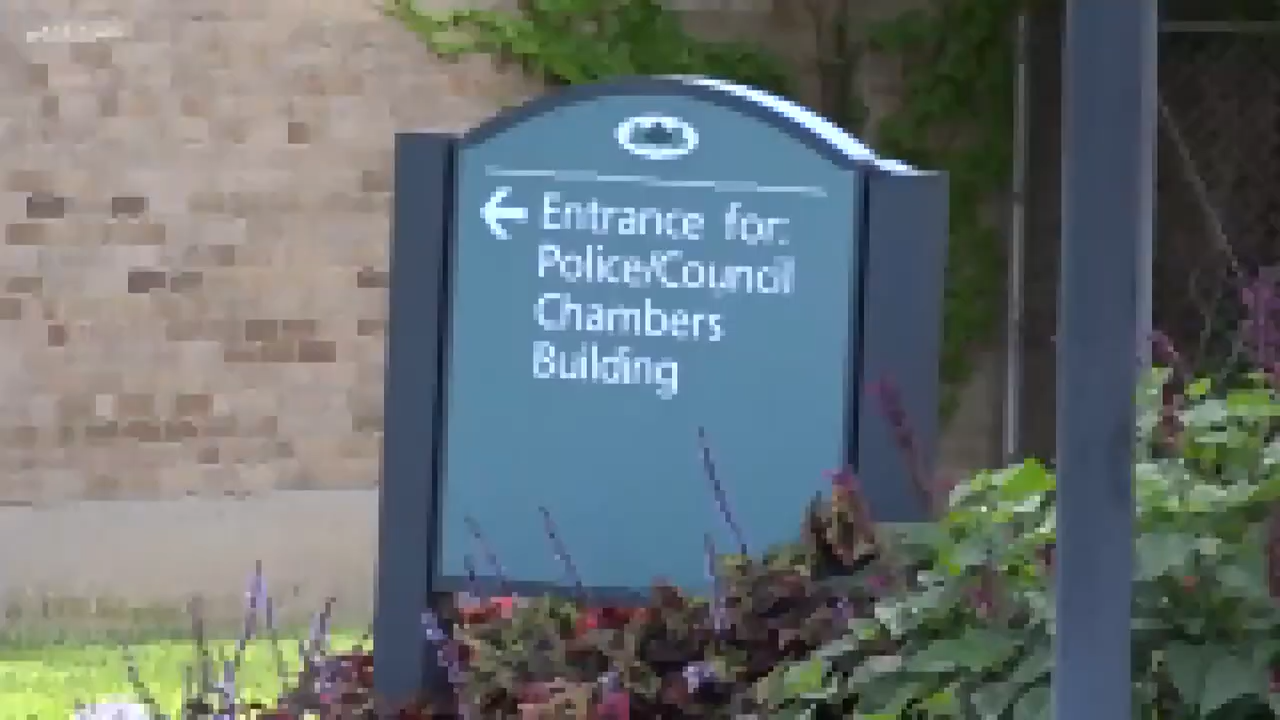 ← Entrance for:
Police/Council
Chambers
Building